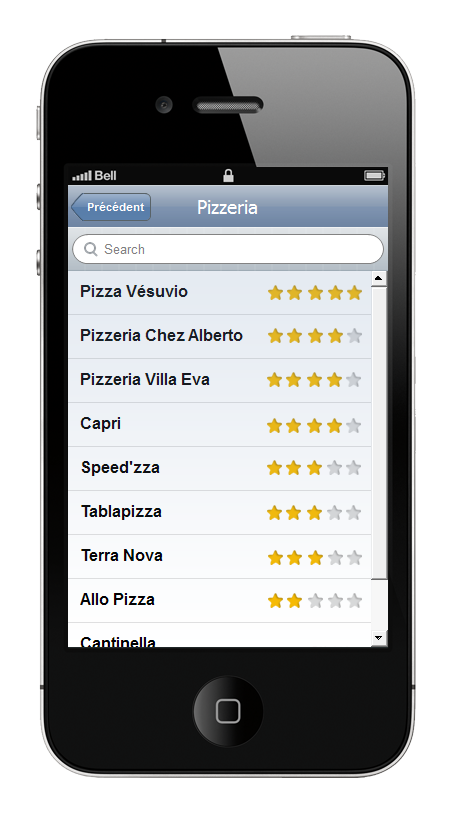 Bell
Précédent
Pizzeria
Search
Pizza Vésuvio
Pizzeria Chez Alberto
Pizzeria Villa Eva
Capri
Speed'zza
Tablapizza
Terra Nova
Allo Pizza
Cantinella